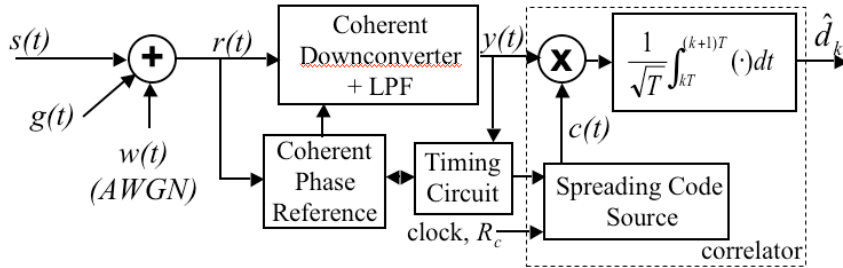 s(t)
+
r(t)
Coherent
Downconverter
+ LPF
y(t)
X
1/√T ∫_{kT}^{(k+1)T} (·)dt
d̂_k
g(t)
w(t)
(AWGN)
Coherent
Phase
Reference
Timing
Circuit
c(t)
Spreading Code
Source
clock, R_c
correlator